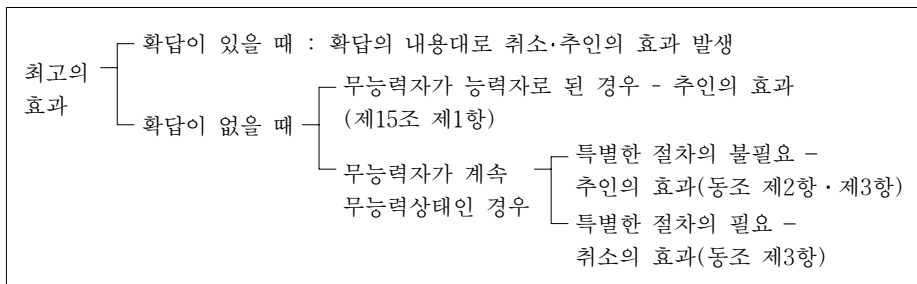 최고의
효과
확답이 있을 때 : 확답의 내용대로 취소·추인의 효과 발생
확답이 없을 때
무능력자가 능력자로 된 경우 - 추인의 효과
(제15조 제1항)
무능력자가 계속
무능력상태인 경우
특별한 절차의 불필요 –
추인의 효과(동조 제2항·제3항)
특별한 절차의 필요 –
취소의 효과(동조 제3항)